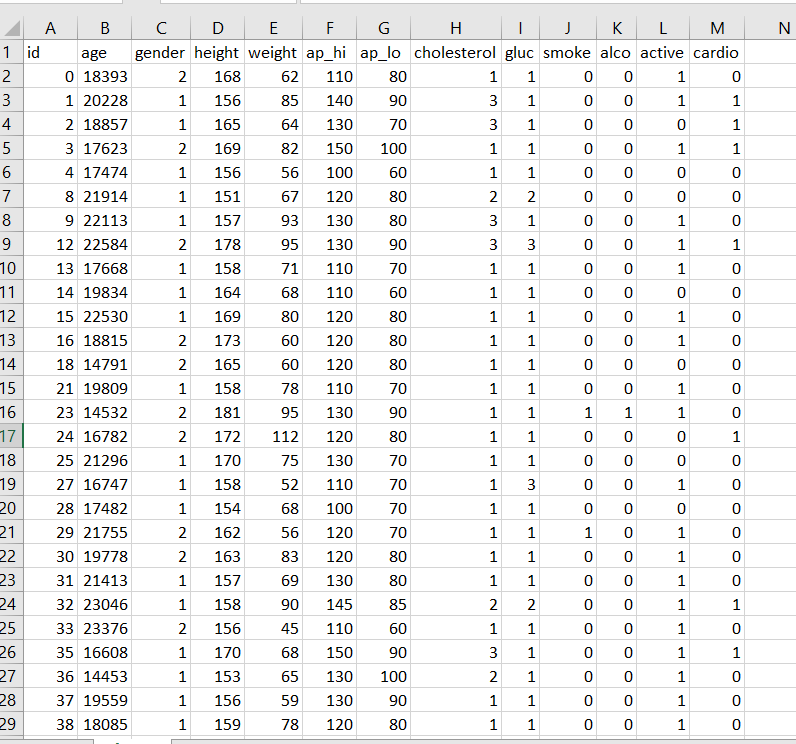 A B C D E F G H I J K L M N
1 id age gender height weight ap_hi ap_lo cholesterol gluc smoke alco active cardio
2 0 18393 2 168 62 110 80 1 1 0 0 1 0
3 1 20228 1 156 85 140 90 3 1 0 0 1 1
4 2 18857 1 165 64 130 70 3 1 0 0 0 1
5 3 17623 2 169 82 150 100 1 1 0 0 1 1
6 4 17474 1 156 56 100 60 1 1 0 0 0 0
7 8 21914 1 151 67 120 80 2 2 0 0 0 0
8 9 22113 1 157 93 130 80 3 1 0 0 1 0
9 12 22584 2 178 95 130 90 3 3 0 0 1 1
10 13 17668 1 158 71 110 70 1 1 0 0 1 0
11 14 19834 1 164 68 110 60 1 1 0 0 0 0
12 15 22530 1 169 80 120 80 1 1 0 0 1 0
13 16 18815 2 173 60 120 80 1 1 0 0 1 0
14 18 14791 2 165 60 120 80 1 1 0 0 0 0
15 21 19809 1 158 78 110 70 1 1 0 0 1 0
16 23 14532 2 181 95 130 90 1 1 1 1 1 0
17 24 16782 2 172 112 120 80 1 1 0 0 0 1
18 25 21296 1 170 75 130 70 1 1 0 0 0 0
19 27 16747 1 158 52 110 70 1 3 0 0 1 0
20 28 17482 1 154 68 100 70 1 1 0 0 0 0
21 29 21755 2 162 56 120 70 1 1 1 0 1 0
22 30 19778 2 163 83 120 80 1 1 0 0 1 0
23 31 21413 1 157 69 130 80 1 1 0 0 1 0
24 32 23046 1 158 90 145 85 2 2 0 0 1 1
25 33 23376 2 156 45 110 60 1 1 0 0 1 0
26 35 16608 1 170 68 150 90 3 1 0 0 1 1
27 36 14453 1 153 65 130 100 2 1 0 0 1 0
28 37 19559 1 156 59 130 90 1 1 0 0 1 0
29 38 18085 1 159 78 120 80 1 1 0 0 1 0